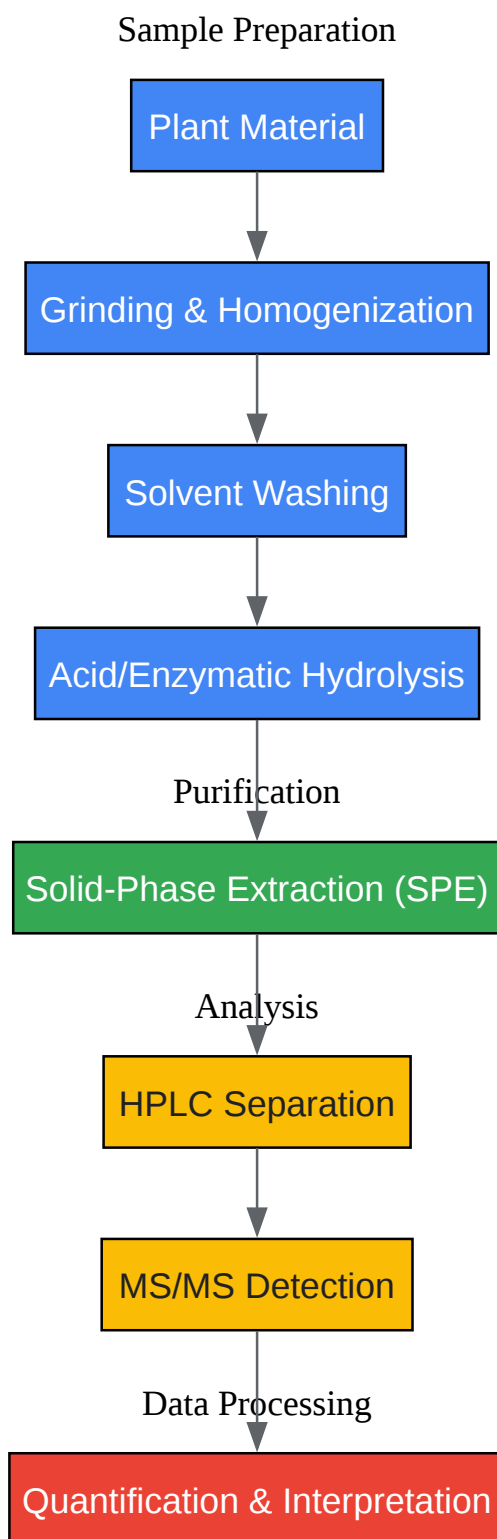 Sample Preparation
Plant Material
Grinding & Homogenization
Solvent Washing
Acid/Enzymatic Hydrolysis
Purification
Solid-Phase Extraction (SPE)
Analysis
HPLC Separation
MS/MS Detection
Data Processing
Quantification & Interpretation